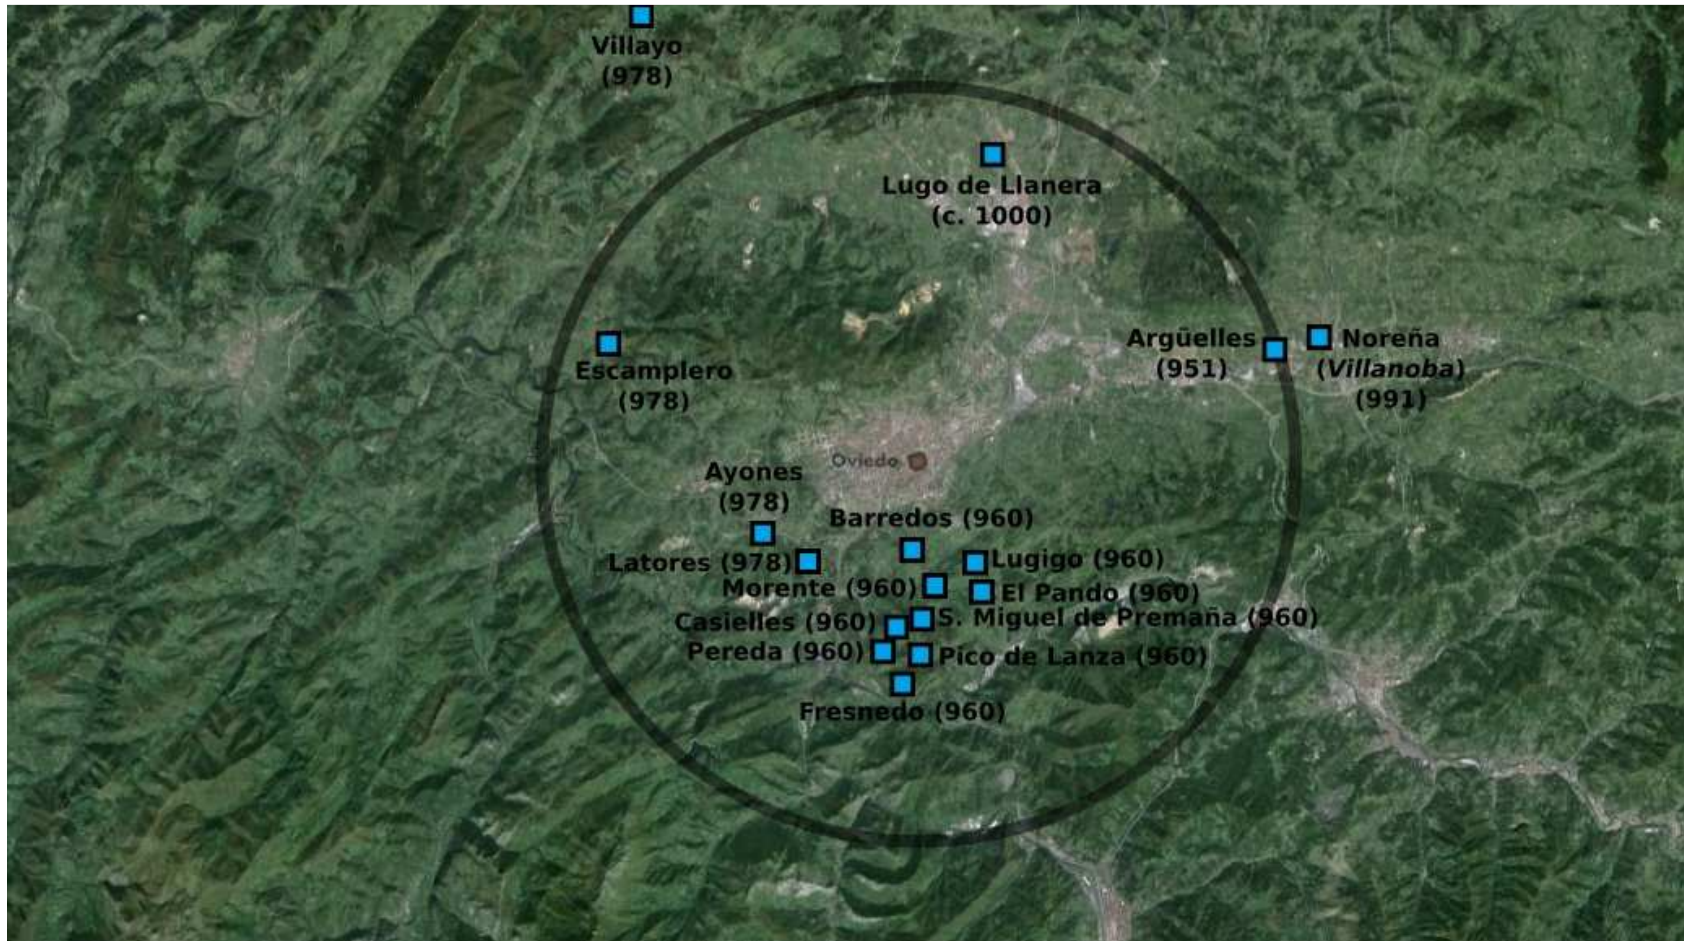 Villayo
(978)
Lugo de Llanera
(c. 1000)
Argüelles
(951)
Noreña
(Villanoba)
(991)
Escamplero
(978)
Oviedo
Ayones
(978)
Barredos (960)
Latores (978)
Lugigo (960)
Morente (960)
El Pando (960)
Casielles (960)
S. Miguel de Premaña (960)
Pereda (960)
Pico de Lanza (960)
Fresnedo (960)